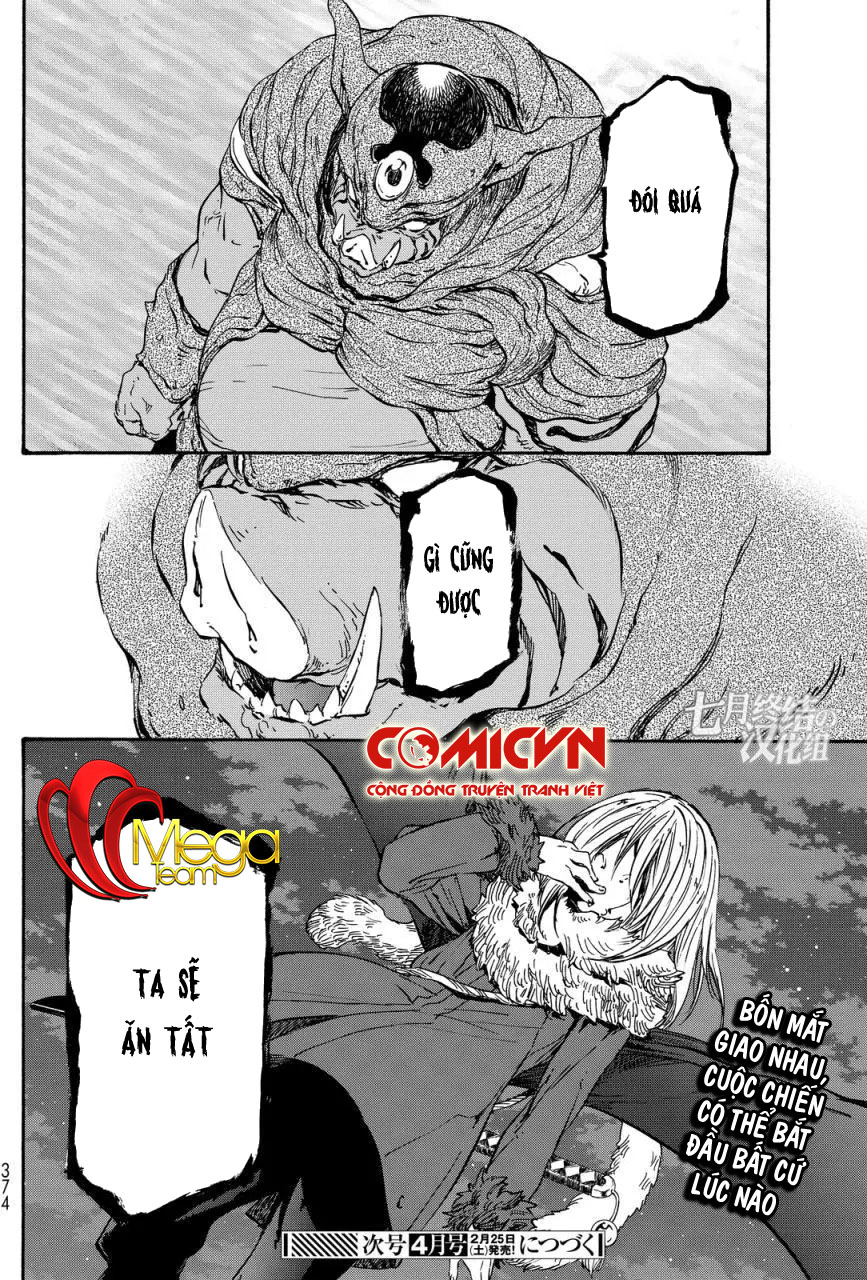 ĐÓI QUÁ
GÌ CŨNG
ĐƯỢC
七月终结の
汉化组
COMICVN
CỘNG ĐỒNG TRUYỆN TRANH VIỆT
Mega
Team
TA SẼ
ĂN TẤT
BỐN MẮT
GIAO NHAU,
CUỘC CHIẾN
CÓ THỂ BẮT
ĐẦU BẤT CỨ
LÚC NÀO
374
次号4月号2月25日(土)発売!につづく